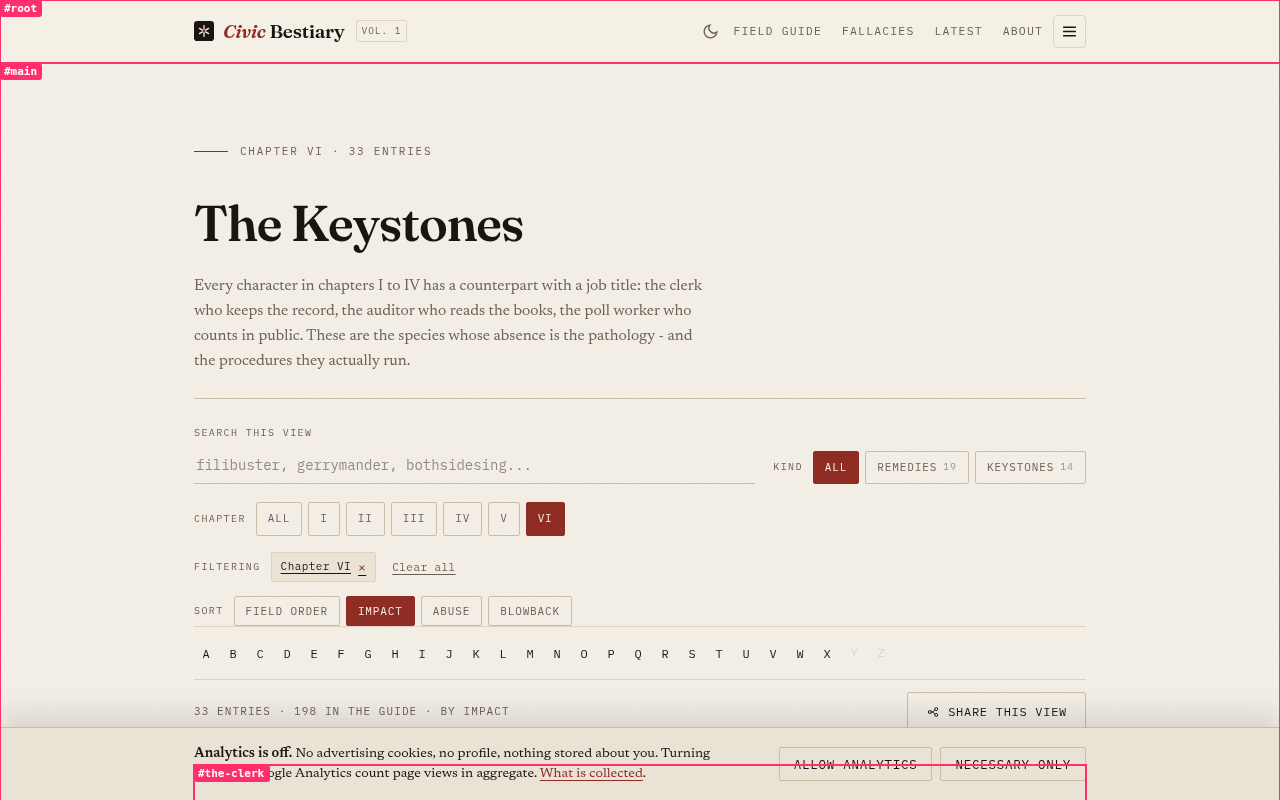 #root
Civic Bestiary
VOL. 1
FIELD GUIDE
FALLACIES
LATEST
ABOUT
#main
CHAPTER VI · 33 ENTRIES
The Keystones
Every character in chapters I to IV has a counterpart with a job title: the clerk
who keeps the record, the auditor who reads the books, the poll worker who
counts in public. These are the species whose absence is the pathology - and
the procedures they actually run.
SEARCH THIS VIEW
filibuster, gerrymander, bothsidesing...
KIND
ALL
REMEDIES 19
KEYSTONES 14
CHAPTER
ALL
I
II
III
IV
V
VI
FILTERING
Chapter VI ×
Clear all
SORT
FIELD ORDER
IMPACT
ABUSE
BLOWBACK
A B C D E F G H I J K L M N O P Q R S T U V W X Y Z
33 ENTRIES · 198 IN THE GUIDE · BY IMPACT
SHARE THIS VIEW
Analytics is off. No advertising cookies, no profile, nothing stored about you. Turning
Analytics count page views in aggregate. What is collected.
ALLOW ANALYTICS
NECESSARY ONLY
#the-clerk